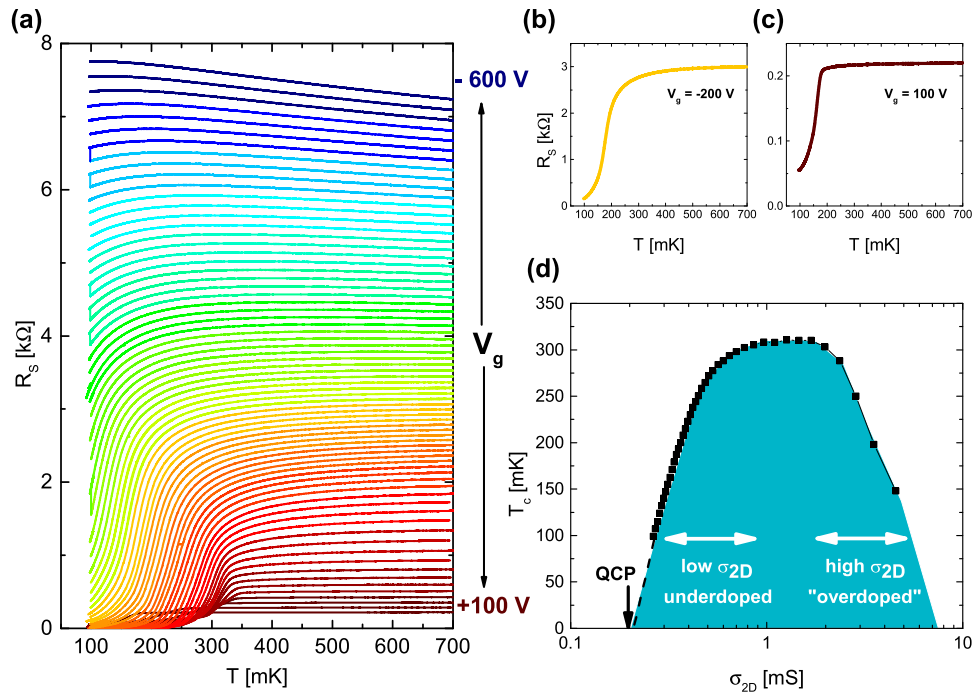 (a)
8
6
4
2
0
R_S [kΩ]
100 200 300 400 500 600 700
T [mK]
- 600 V
V_g
+100 V
(b)
3
2
1
0
R_S [kΩ]
V_g = -200 V
100 200 300 400 500 600 700
T [mK]
(c)
0.2
0.1
0.0
V_g = 100 V
100 200 300 400 500 600 700
T [mK]
(d)
350
300
250
200
150
100
50
0
T_c [mK]
QCP
low σ_2D
underdoped
high σ_2D
"overdoped"
0.1 1 10
σ_2D [mS]